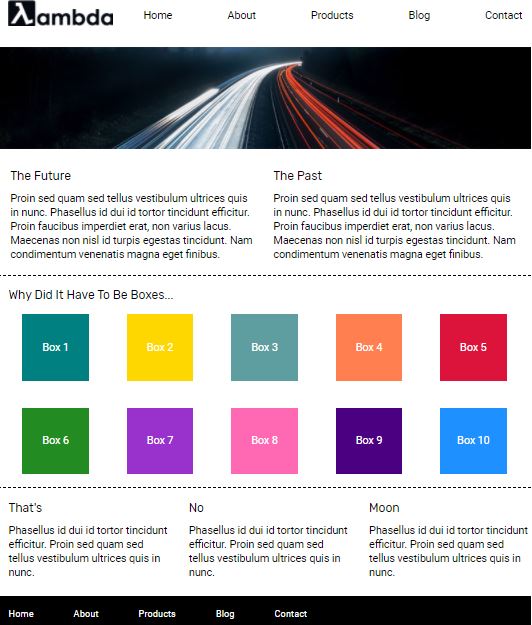 λambda
Home About Products Blog Contact
The Future
Proin sed quam sed tellus vestibulum ultrices quis
in nunc. Phasellus id dui id tortor tincidunt efficitur.
Proin faucibus imperdiet erat, non varius lacus.
Maecenas non nisl id turpis egestas tincidunt. Nam
condimentum venenatis magna eget finibus.
The Past
Proin sed quam sed tellus vestibulum ultrices quis
in nunc. Phasellus id dui id tortor tincidunt efficitur.
Proin faucibus imperdiet erat, non varius lacus.
Maecenas non nisl id turpis egestas tincidunt. Nam
condimentum venenatis magna eget finibus.
Why Did It Have To Be Boxes...
Box 1 Box 2 Box 3 Box 4 Box 5
Box 6 Box 7 Box 8 Box 9 Box 10
That's
Phasellus id dui id tortor tincidunt
efficitur. Proin sed quam sed
tellus vestibulum ultrices quis in
nunc.
No
Phasellus id dui id tortor tincidunt
efficitur. Proin sed quam sed
tellus vestibulum ultrices quis in
nunc.
Moon
Phasellus id dui id tortor tincidunt
efficitur. Proin sed quam sed
tellus vestibulum ultrices quis in
nunc.
Home About Products Blog Contact